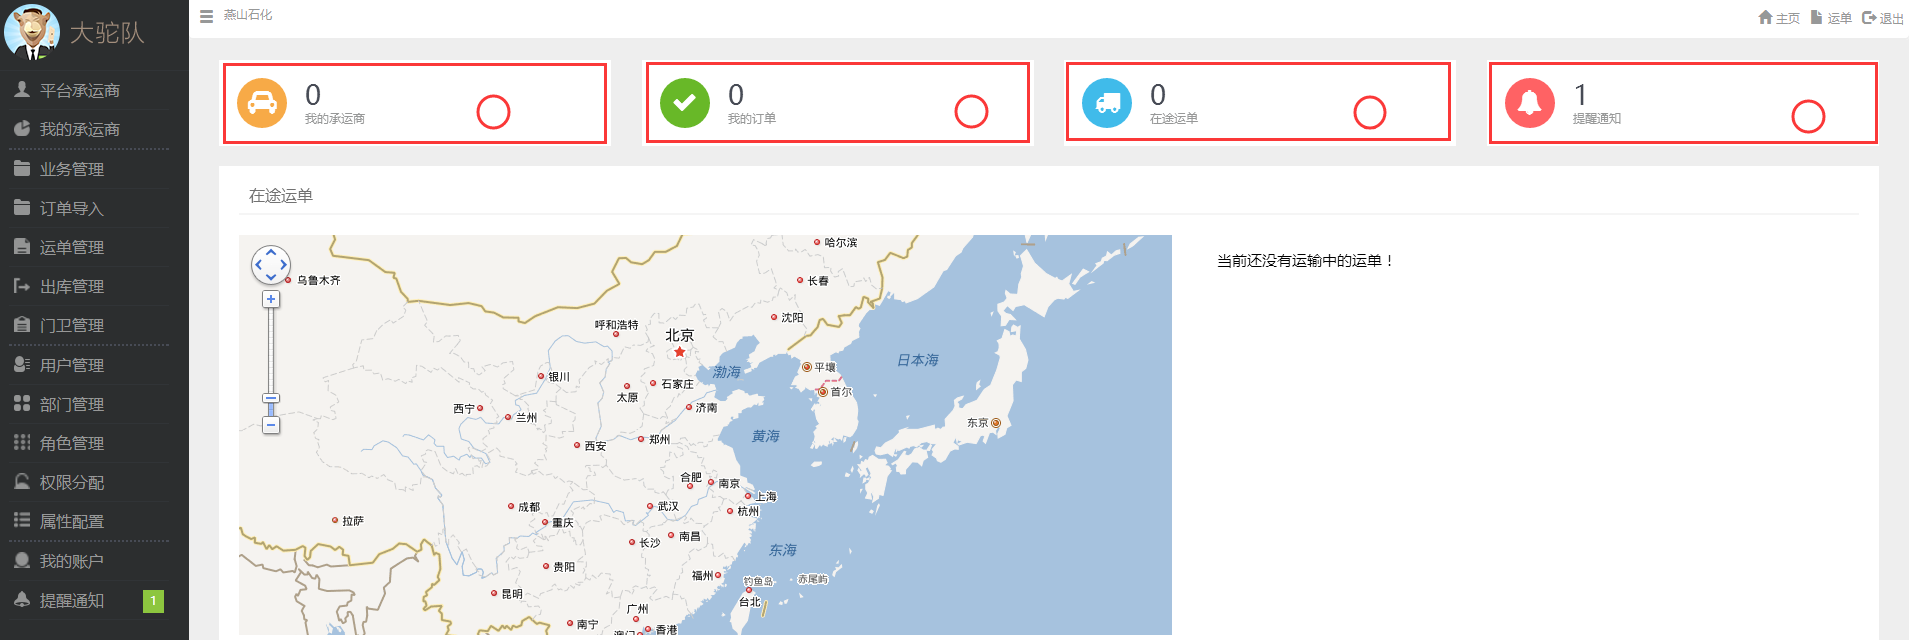 大驼队
燕山石化
主页 运单 退出
平台承运商
我的承运商
业务管理
订单导入
运单管理
出库管理
门卫管理
用户管理
部门管理
角色管理
权限分配
属性配置
我的账户
提醒通知 1
0
我的承运商
0
我的订单
0
在途运单
1
提醒通知
在途运单
当前还没有运输中的运单！
哈尔滨
乌鲁木齐
长春
沈阳
呼和浩特
北京
日本海
平壤
渤海
银川
石家庄
首尔
太原
西宁
济南
兰州
东京
黄海
郑州
西安
合肥
南京
上海
成都
武汉
杭州
拉萨
重庆
南昌
长沙
东海
贵阳
福州
钓鱼岛
赤尾屿
昆明
台北
广州
南宁
香港
澳门